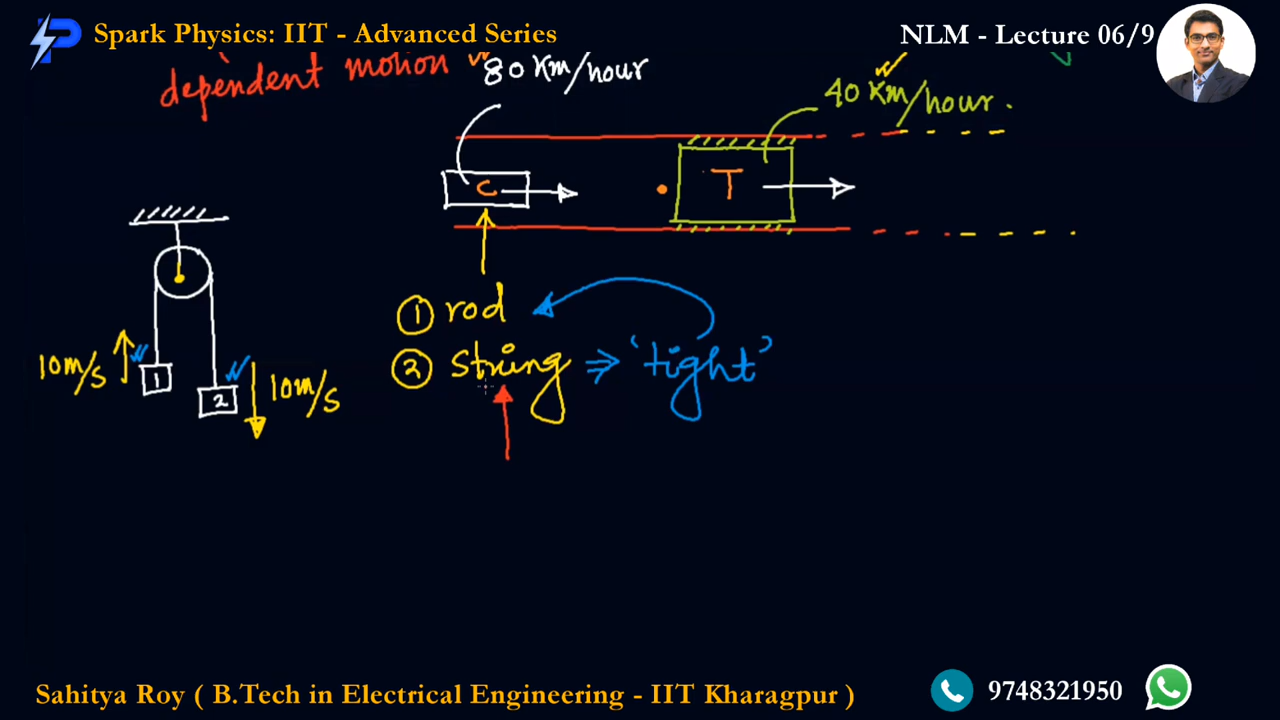 Spark Physics: IIT - Advanced Series
NLM - Lecture 06/9
dependent motion
80 Km/hour
40 Km/hour.
C
T
① rod
② string ⇒ 'tight'
10m/s
1
2
10m/s
Sahitya Roy ( B.Tech in Electrical Engineering - IIT Kharagpur )
9748321950